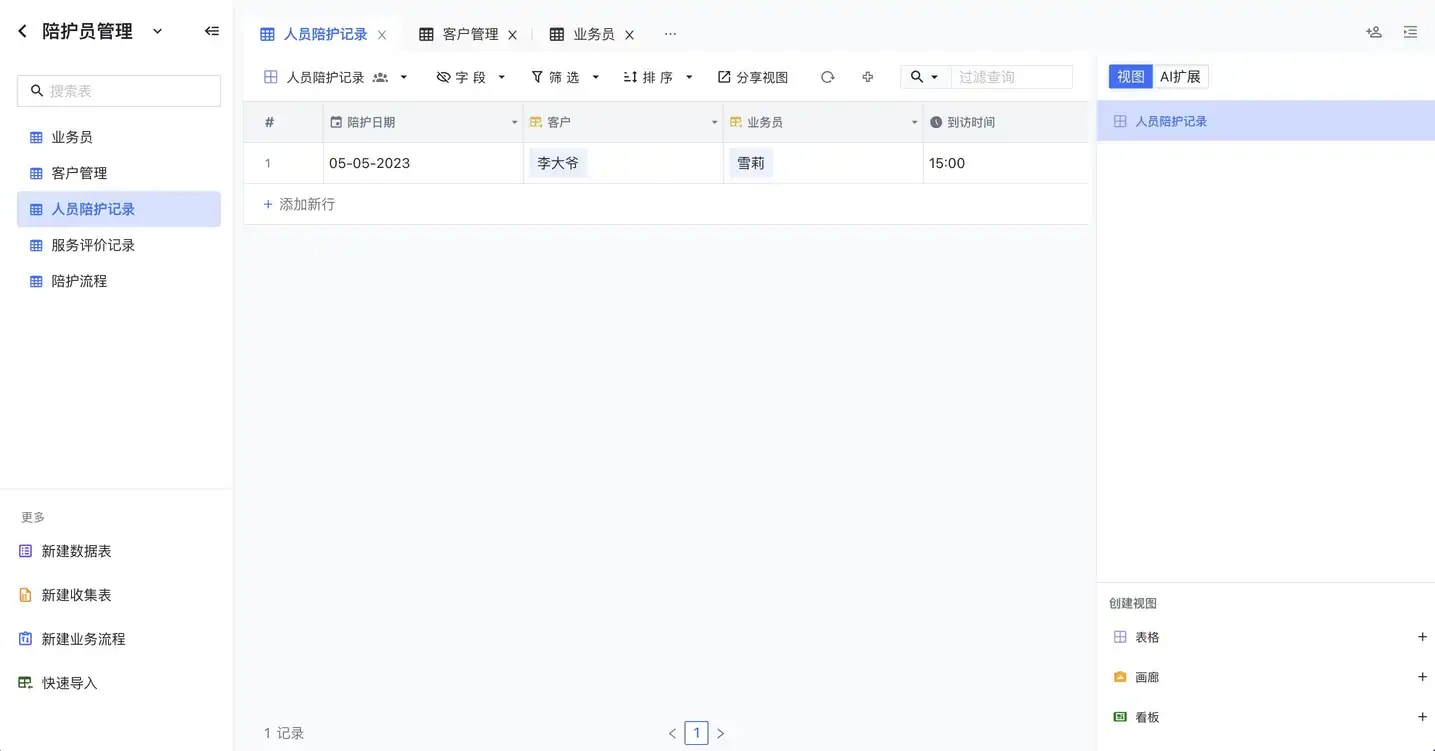 陪护员管理
搜索表
业务员
客户管理
人员陪护记录
服务评价记录
陪护流程
更多
新建数据表
新建收集表
新建业务流程
快速导入
人员陪护记录 客户管理 业务员
人员陪护记录 字段 筛选 排序 分享视图 过滤查询
# 陪护日期 客户 业务员 到访时间
1 05-05-2023 李大爷 雪莉 15:00
+ 添加新行
1 记录
1
视图 AI扩展
人员陪护记录
创建视图
表格
画廊
看板